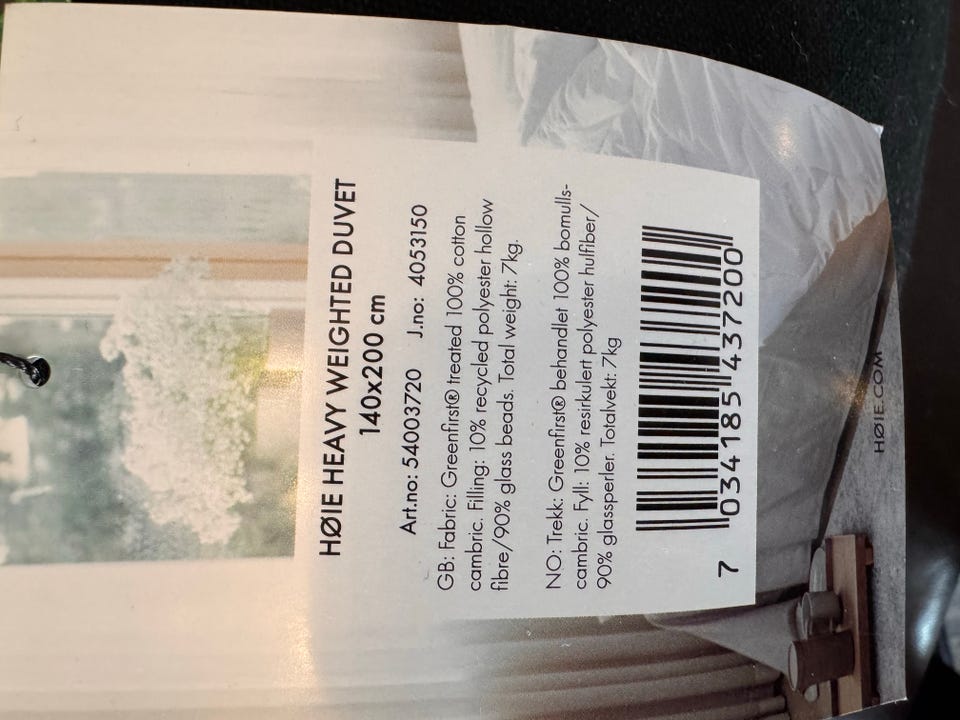 HØIE HEAVY WEIGHTED DUVET
140x200 cm
Art.no: 54003720 J.no: 4053150
GB: Fabric: Greenfirst® treated 100% cotton
cambric. Filling: 10% recycled polyester hollow
fibre/90% glass beads. Total weight: 7kg.
NO: Trekk: Greenfirst® behandlet 100% bomulls-
cambric. Fyll: 10% resirkulert polyester hulfiber/
90% glassperler. Totalvekt: 7kg
7 034185 437200
HØIE.COM